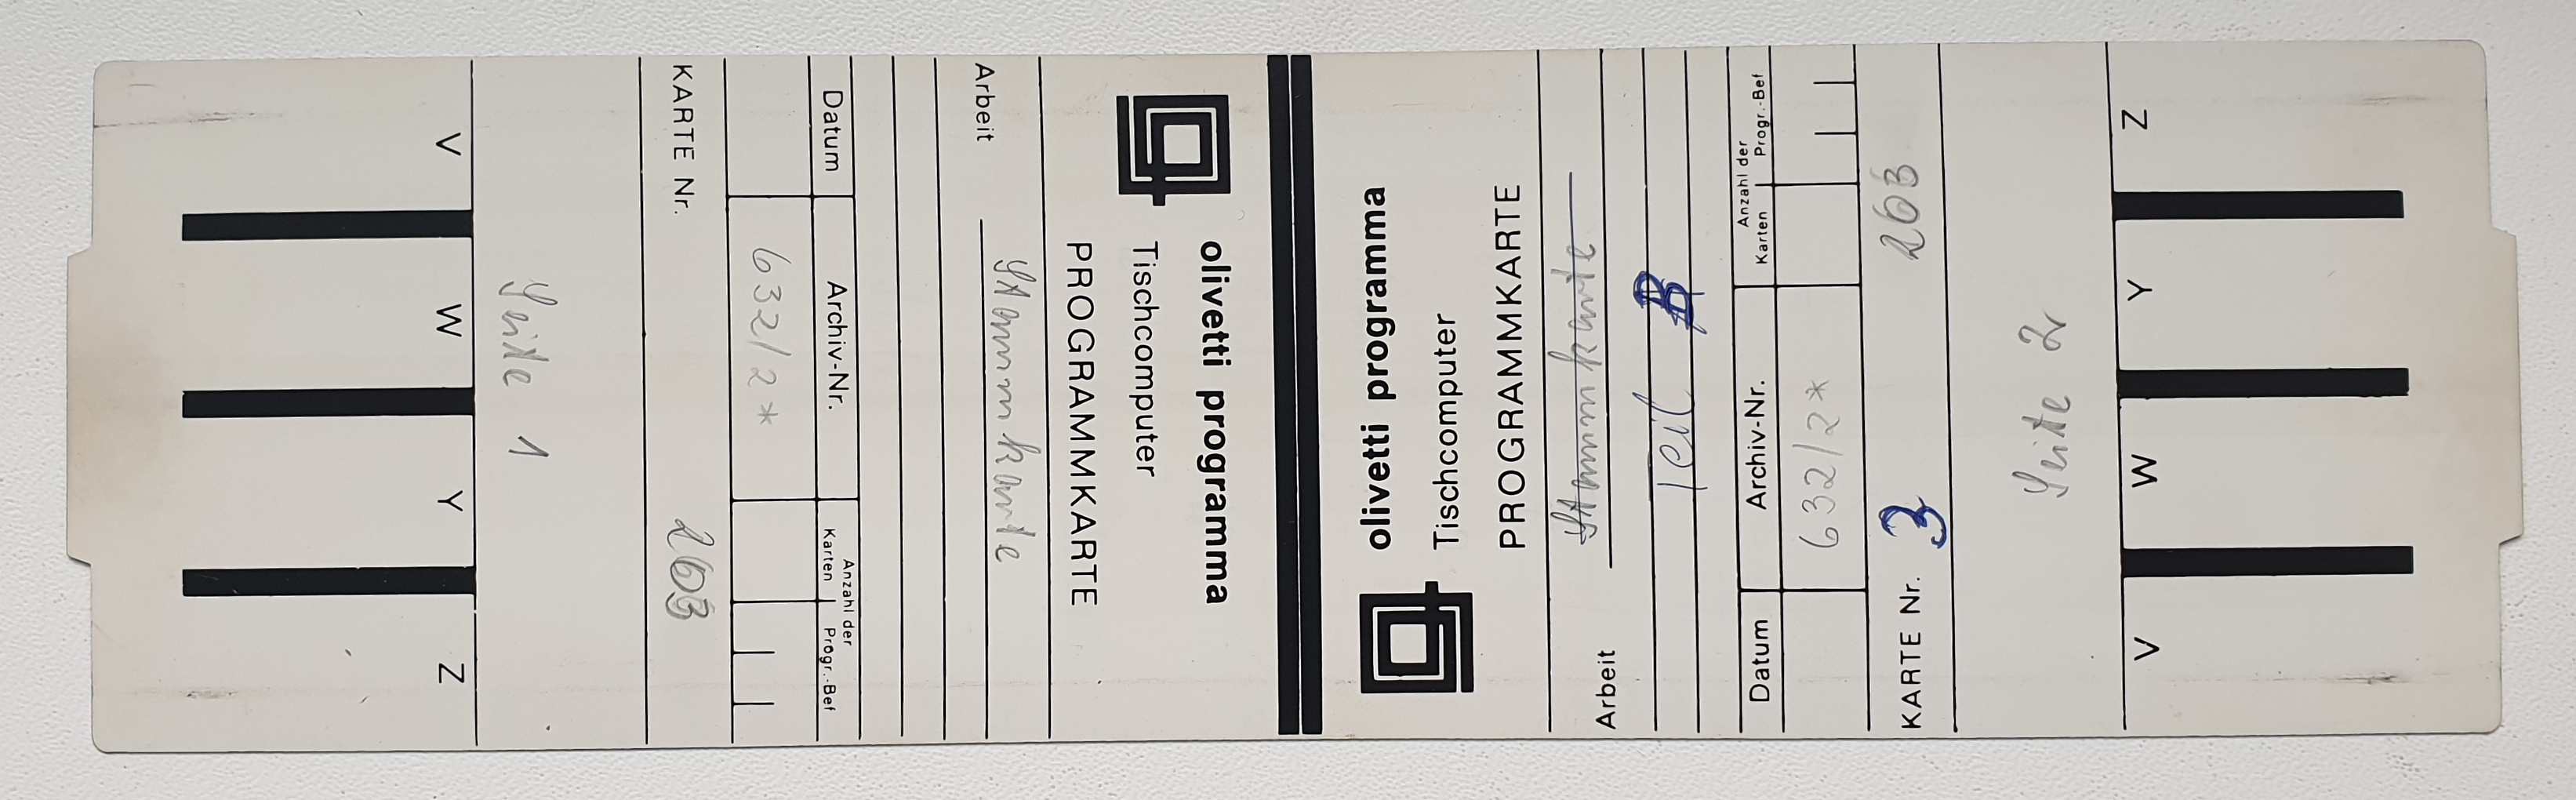 olivetti programma
Tischcomputer
PROGRAMMKARTE
Arbeit Stammkarte
Datum Archiv-Nr. Anzahl der
Karten Progr.-Bef
632/2*
KARTE Nr. 263
Seite 1
V W Y Z
olivetti programma
Tischcomputer
PROGRAMMKARTE
Arbeit Stammkarte
Teil B
Datum Archiv-Nr. Anzahl der
Karten Progr.-Bef
632/2*
KARTE Nr. 3 263
Seite 2
V W Y Z